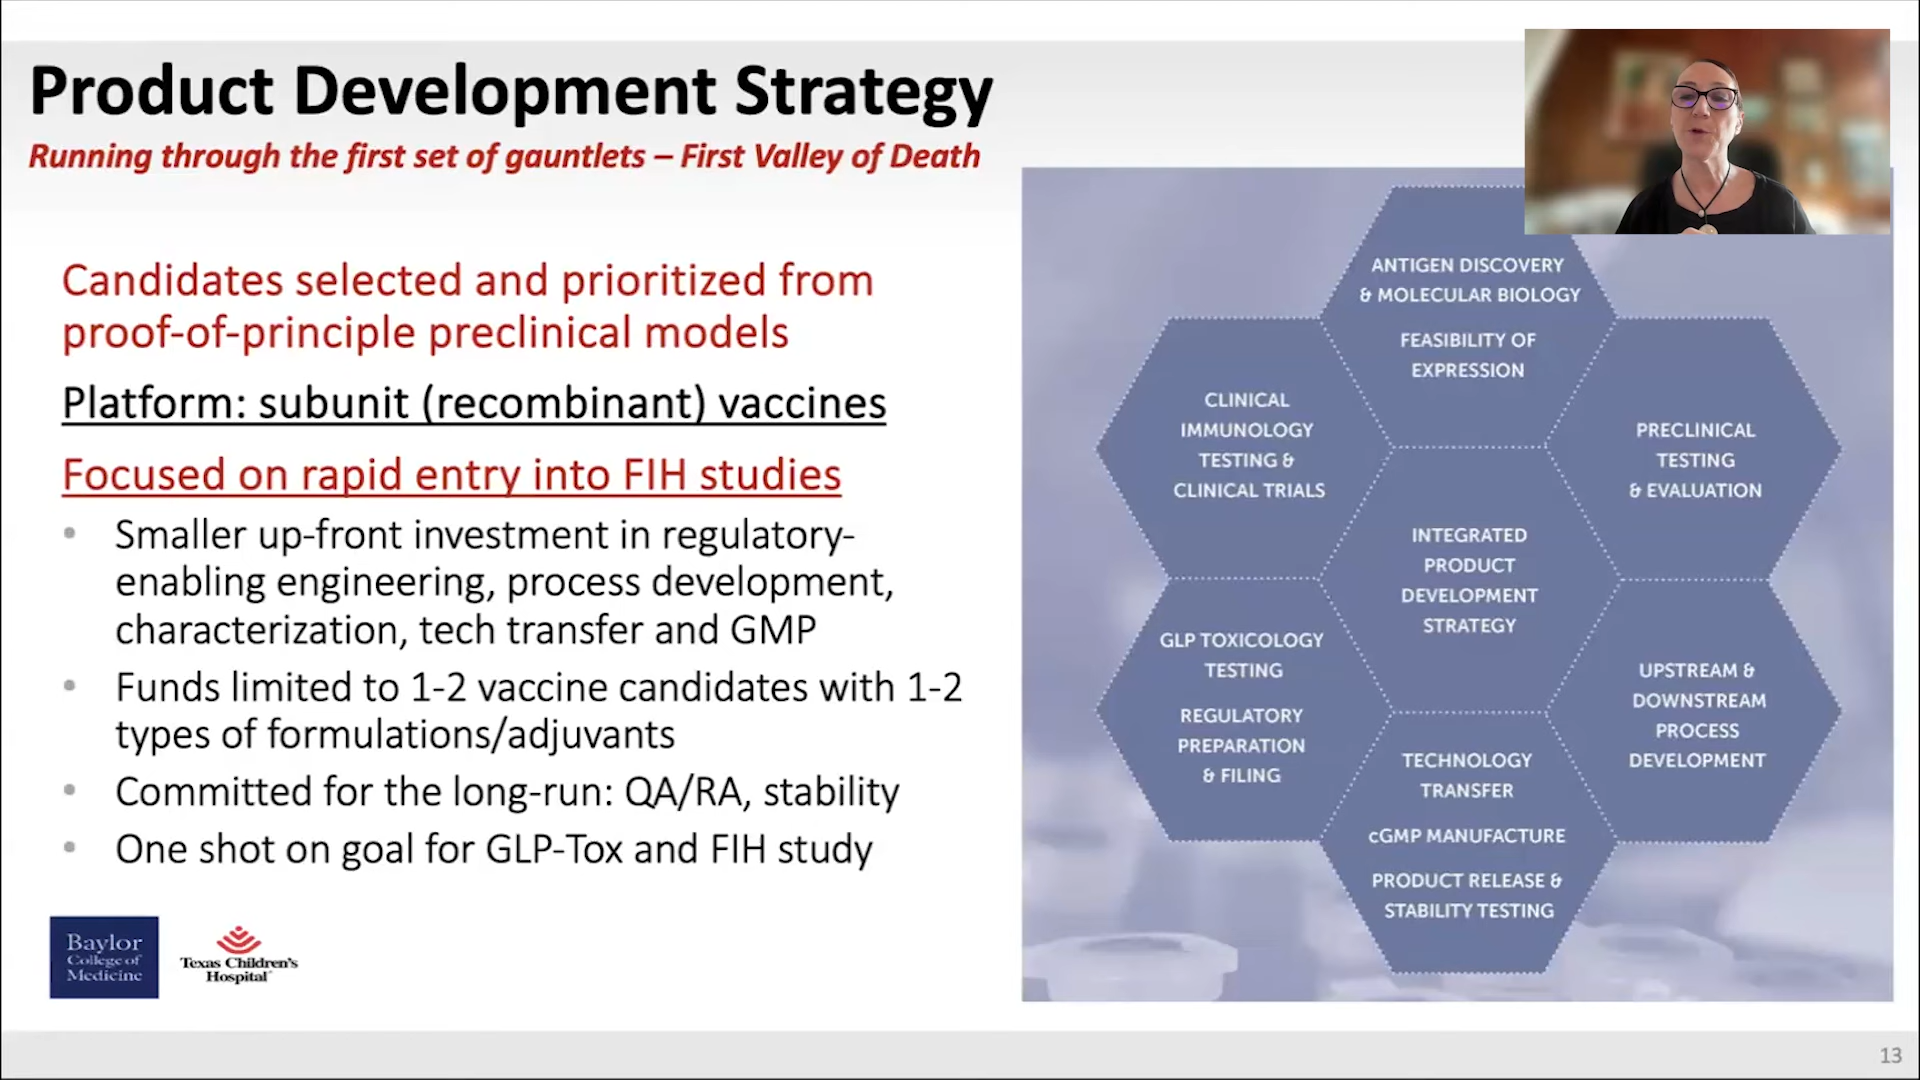 Product Development Strategy
Running through the first set of gauntlets – First Valley of Death
Candidates selected and prioritized from
proof-of-principle preclinical models
Platform: subunit (recombinant) vaccines
Focused on rapid entry into FIH studies
• Smaller up-front investment in regulatory-
enabling engineering, process development,
characterization, tech transfer and GMP
• Funds limited to 1-2 vaccine candidates with 1-2
types of formulations/adjuvants
• Committed for the long-run: QA/RA, stability
• One shot on goal for GLP-Tox and FIH study
Baylor
College of
Medicine
Texas Children's
Hospital
ANTIGEN DISCOVERY
& MOLECULAR BIOLOGY
FEASIBILITY OF
EXPRESSION
CLINICAL
IMMUNOLOGY
TESTING &
CLINICAL TRIALS
PRECLINICAL
TESTING
& EVALUATION
INTEGRATED
PRODUCT
DEVELOPMENT
STRATEGY
GLP TOXICOLOGY
TESTING
REGULATORY
PREPARATION
& FILING
UPSTREAM &
DOWNSTREAM
PROCESS
DEVELOPMENT
TECHNOLOGY
TRANSFER
cGMP MANUFACTURE
PRODUCT RELEASE &
STABILITY TESTING
13